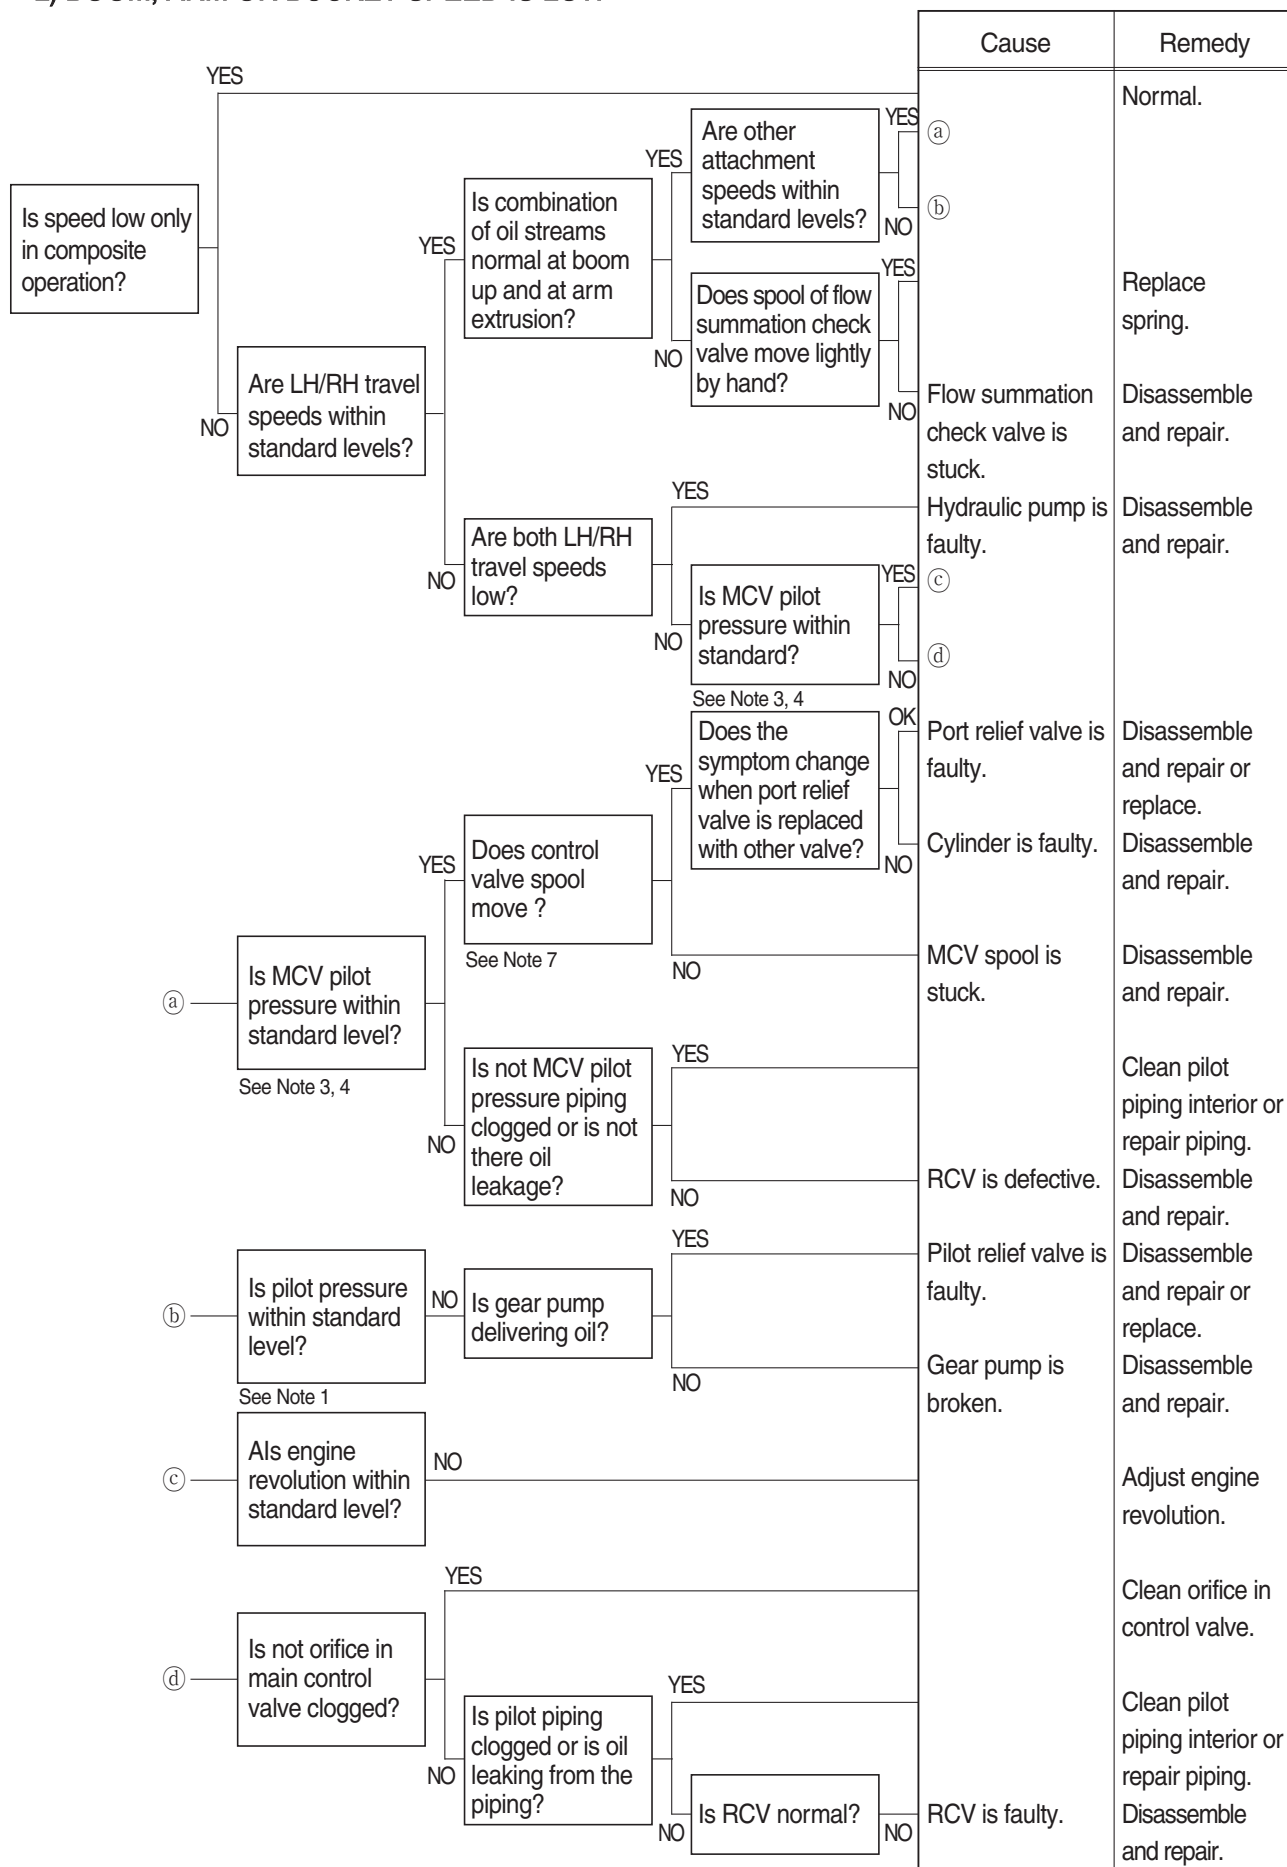 Cause
Remedy
YES
Normal.
Is speed low only
in composite
operation?
NO
Are LH/RH travel
speeds within
standard levels?
YES
Is combination
of oil streams
normal at boom
up and at arm
extrusion?
YES
Are other
attachment
speeds within
standard levels?
YES
ⓐ
ⓑ
NO
NO
Does spool of flow
summation check
valve move lightly
by hand?
YES
Replace
spring.
NO
Flow summation
check valve is
stuck.
Disassemble
and repair.
NO
Are both LH/RH
travel speeds
low?
YES
Hydraulic pump is
faulty.
Disassemble
and repair.
NO
Is MCV pilot
pressure within
standard?
See Note 3, 4
YES
ⓒ
ⓓ
NO
ⓐ
Is MCV pilot
pressure within
standard level?
See Note 3, 4
YES
Does control
valve spool
move ?
See Note 7
YES
Does the
symptom change
when port relief
valve is replaced
with other valve?
OK
Port relief valve is
faulty.
Disassemble
and repair or
replace.
NO
Cylinder is faulty.
Disassemble
and repair.
NO
MCV spool is
stuck.
Disassemble
and repair.
NO
Is not MCV pilot
pressure piping
clogged or is not
there oil
leakage?
YES
Clean pilot
piping interior or
repair piping.
NO
RCV is defective.
Disassemble
and repair.
ⓑ
Is pilot pressure
within standard
level?
See Note 1
NO
Is gear pump
delivering oil?
YES
Pilot relief valve is
faulty.
Disassemble
and repair or
replace.
NO
Gear pump is
broken.
Disassemble
and repair.
ⓒ
AIs engine
revolution within
standard level?
NO
Adjust engine
revolution.
ⓓ
Is not orifice in
main control
valve clogged?
YES
Clean orifice in
control valve.
NO
Is pilot piping
clogged or is oil
leaking from the
piping?
YES
Clean pilot
piping interior or
repair piping.
NO
Is RCV normal?
NO
RCV is faulty.
Disassemble
and repair.